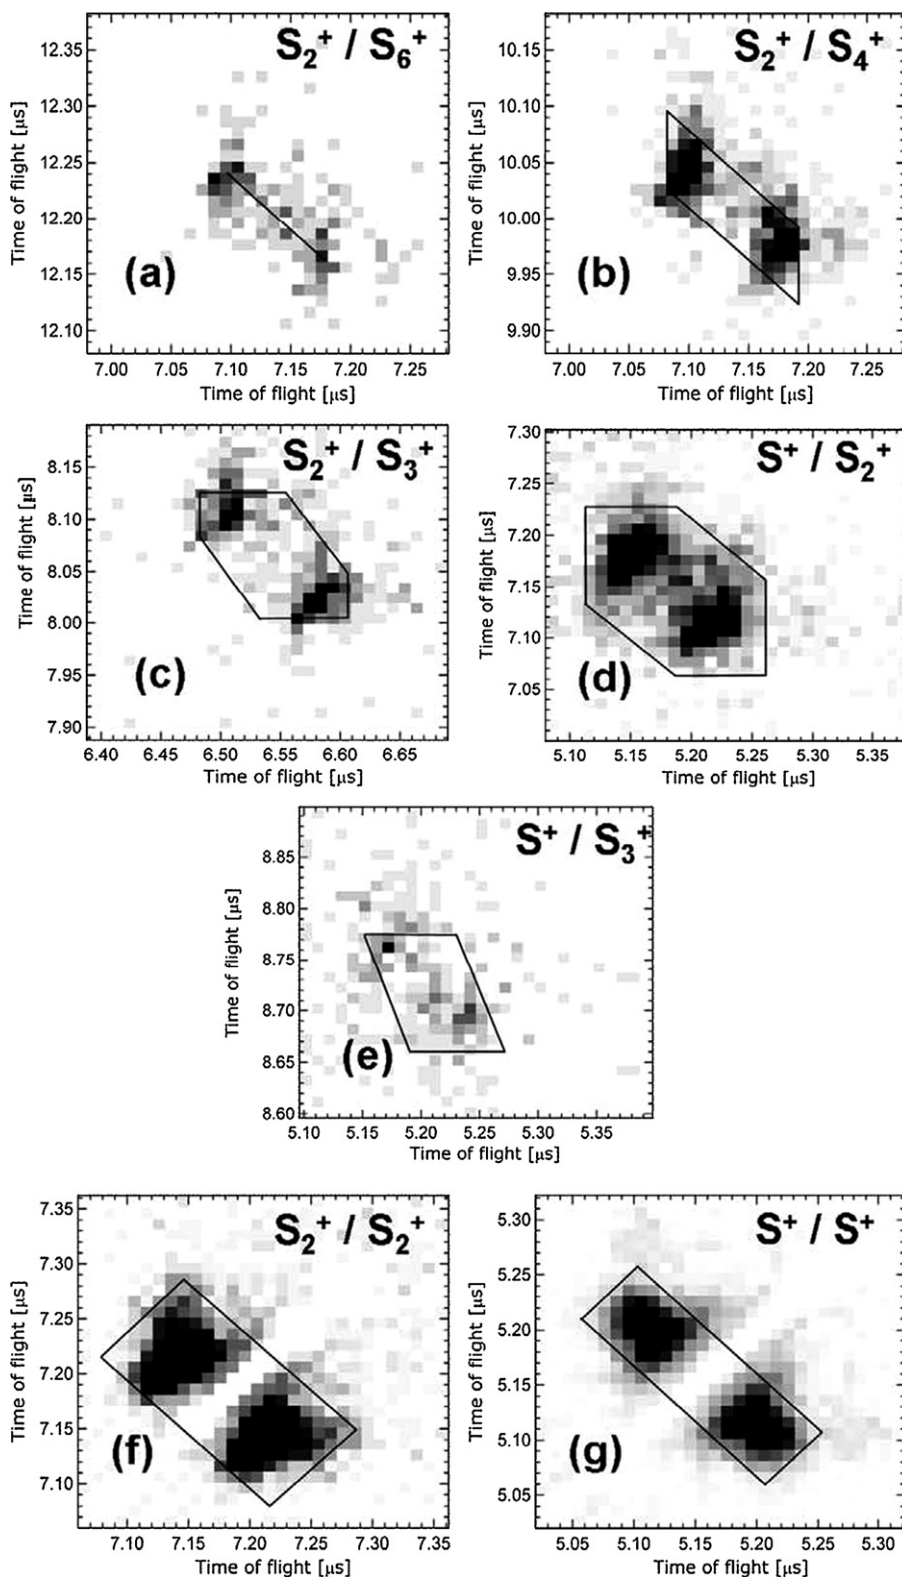 S₂⁺ / S₆⁺
12.35
12.30
12.25
12.20
12.15
12.10
Time of flight [μs]
(a)
7.00 7.05 7.10 7.15 7.20 7.25
Time of flight [μs]
S₂⁺ / S₄⁺
10.15
10.10
10.05
10.00
9.95
9.90
Time of flight [μs]
(b)
7.00 7.05 7.10 7.15 7.20 7.25
Time of flight [μs]
S₂⁺ / S₃⁺
8.15
8.10
8.05
8.00
7.95
7.90
Time of flight [μs]
(c)
6.40 6.45 6.50 6.55 6.60 6.65
Time of flight [μs]
S⁺ / S₂⁺
7.30
7.25
7.20
7.15
7.10
7.05
Time of flight [μs]
(d)
5.10 5.15 5.20 5.25 5.30 5.35
Time of flight [μs]
S⁺ / S₃⁺
8.85
8.80
8.75
8.70
8.65
8.60
Time of flight [μs]
(e)
5.10 5.15 5.20 5.25 5.30 5.35
Time of flight [μs]
S₂⁺ / S₂⁺
7.35
7.30
7.25
7.20
7.15
7.10
Time of flight [μs]
(f)
7.10 7.15 7.20 7.25 7.30 7.35
Time of flight [μs]
S⁺ / S⁺
5.30
5.25
5.20
5.15
5.10
5.05
Time of flight [μs]
(g)
5.05 5.10 5.15 5.20 5.25 5.30
Time of flight [μs]